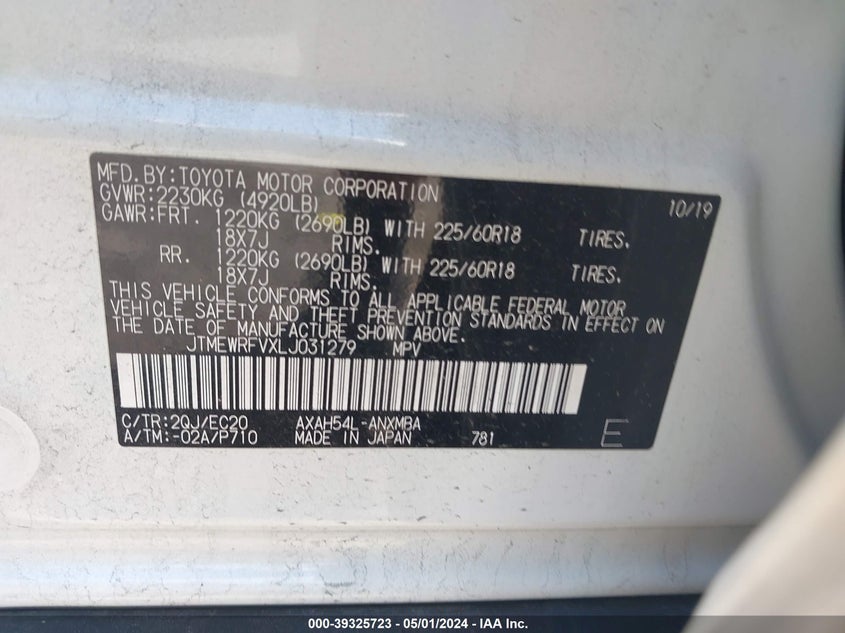 MFD. BY: TOYOTA MOTOR CORPORATION 10/19
GVWR: 2230KG (4920LB)
GAWR: FRT. 1220KG (2690LB) WITH 225/60R18 TIRES.
18X7J RIMS.
RR. 1220KG (2690LB) WITH 225/60R18 TIRES.
18X7J RIMS.
THIS VEHICLE CONFORMS TO ALL APPLICABLE FEDERAL MOTOR
VEHICLE SAFETY AND THEFT PREVENTION STANDARDS IN EFFECT ON
THE DATE OF MANUFACTURE SHOWN ABOVE.
JTMEWRFVXLJ031279 MPV
C/TR: 2QJ/EC20 AXAH54L-ANXMBA
A/TM: -02A/P710 MADE IN JAPAN 781 E
000-39325723 - 05/01/2024 - IAA Inc.